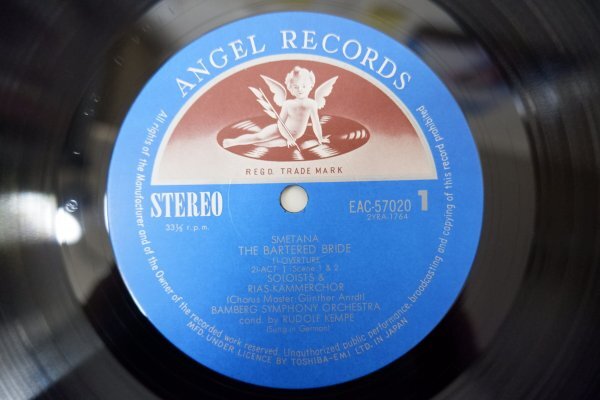 ANGEL RECORDS
REGD. TRADE MARK
STEREO
33⅓ r.p.m.
EAC-57020 1
2YRA-1764
SMETANA
THE BARTERED BRIDE
1) OVERTURE
2)-ACT I -Scene 1 & 2
SOLOISTS &
RIAS-KAMMERCHOR
(Chorus Master Günther Anrdt)
BAMBERG SYMPHONY ORCHESTRA
cond. by RUDOLF KEMPE
(Sung in German)
All rights of the Manufacturer and of the Owner of the recorded work reserved. Unauthorized public performance, broadcasting and copying of this record prohibited
MFD. UNDER LICENCE BY TOSHIBA-EMI LTD. IN JAPAN